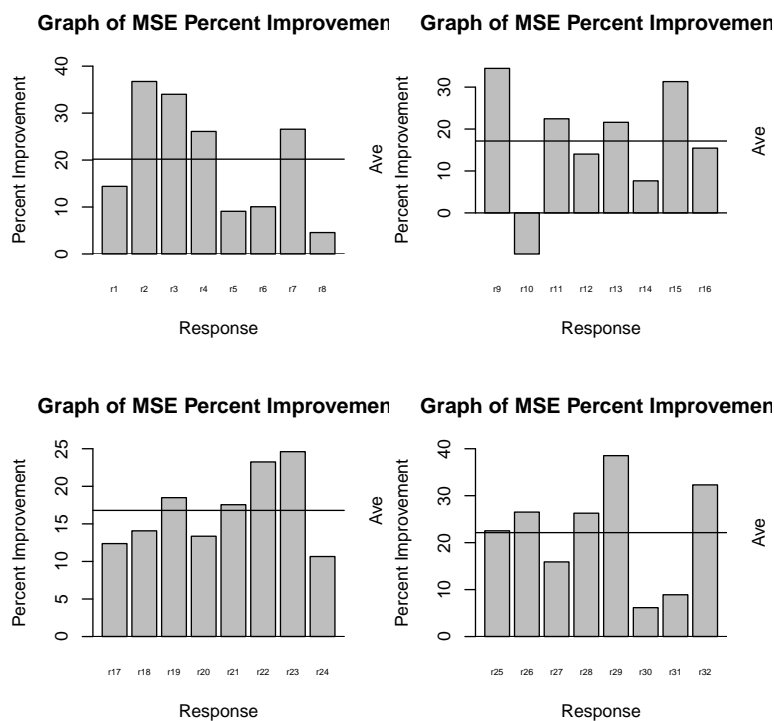 Graph of MSE Percent Improvemen
Percent Improvement
40
30
20
10
0
Ave
r1 r2 r3 r4 r5 r6 r7 r8
Response
Graph of MSE Percent Improvemen
Percent Improvement
30
20
10
0
Ave
r9 r10 r11 r12 r13 r14 r15 r16
Response
Graph of MSE Percent Improvemen
Percent Improvement
25
20
15
10
5
0
Ave
r17 r18 r19 r20 r21 r22 r23 r24
Response
Graph of MSE Percent Improvemen
Percent Improvement
40
30
20
10
0
Ave
r25 r26 r27 r28 r29 r30 r31 r32
Response